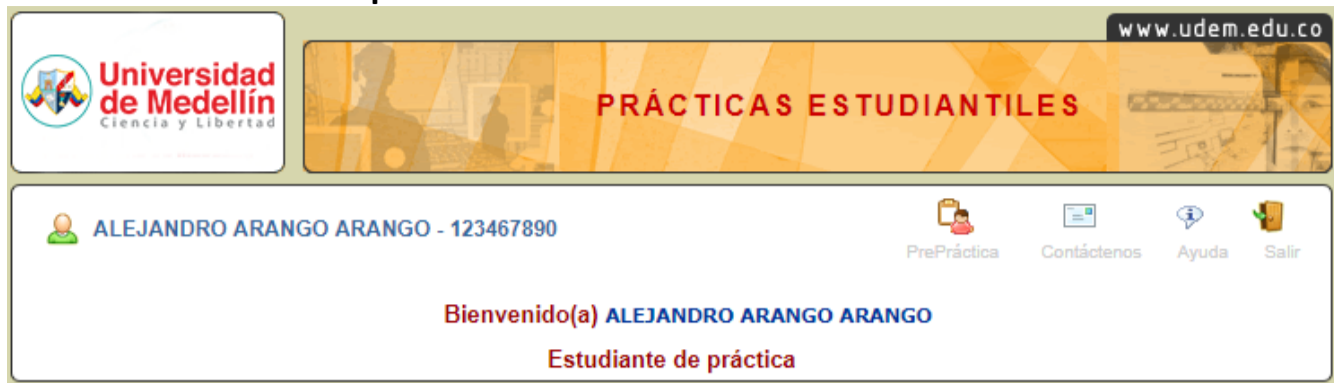 www.udem.edu.co
Universidad
de Medellín
Ciencia y Libertad
PRÁCTICAS ESTUDIANTILES
ALEJANDRO ARANGO ARANGO - 123467890
PrePráctica Contáctenos Ayuda Salir
Bienvenido(a) ALEJANDRO ARANGO ARANGO
Estudiante de práctica